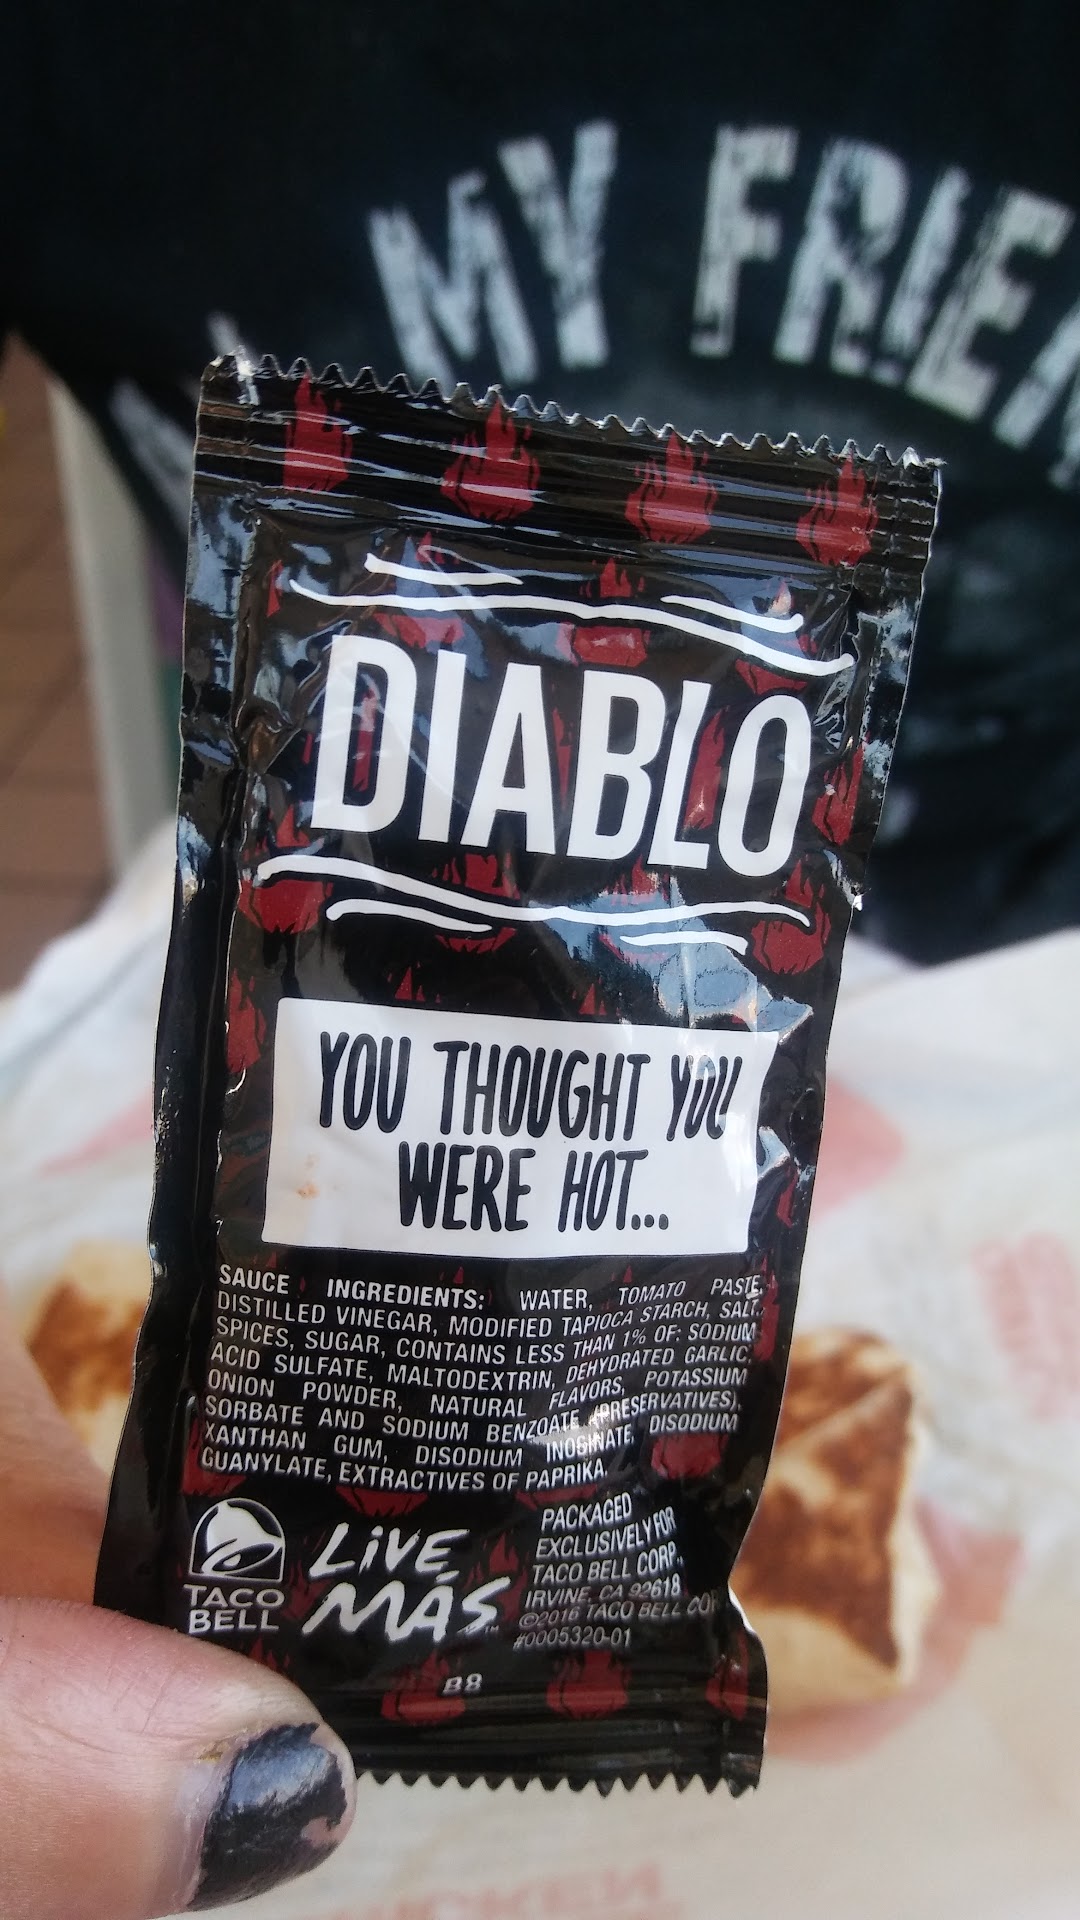 MY FRIEN
DIABLO
YOU THOUGHT YOU
WERE HOT...
SAUCE INGREDIENTS: WATER, TOMATO PASTE,
DISTILLED VINEGAR, MODIFIED TAPIOCA STARCH, SALT,
SPICES, SUGAR, CONTAINS LESS THAN 1% OF: SODIUM
ACID SULFATE, MALTODEXTRIN, DEHYDRATED GARLIC,
ONION POWDER, NATURAL FLAVORS, POTASSIUM
SORBATE AND SODIUM BENZOATE (PRESERVATIVES),
XANTHAN GUM, DISODIUM INOSINATE, DISODIUM
GUANYLATE, EXTRACTIVES OF PAPRIKA.
TACO
BELL
LIVE
MÁS™
PACKAGED
EXCLUSIVELY FOR
TACO BELL CORP.,
IRVINE, CA 92618
©2016 TACO BELL COR
#0005320-01
B8